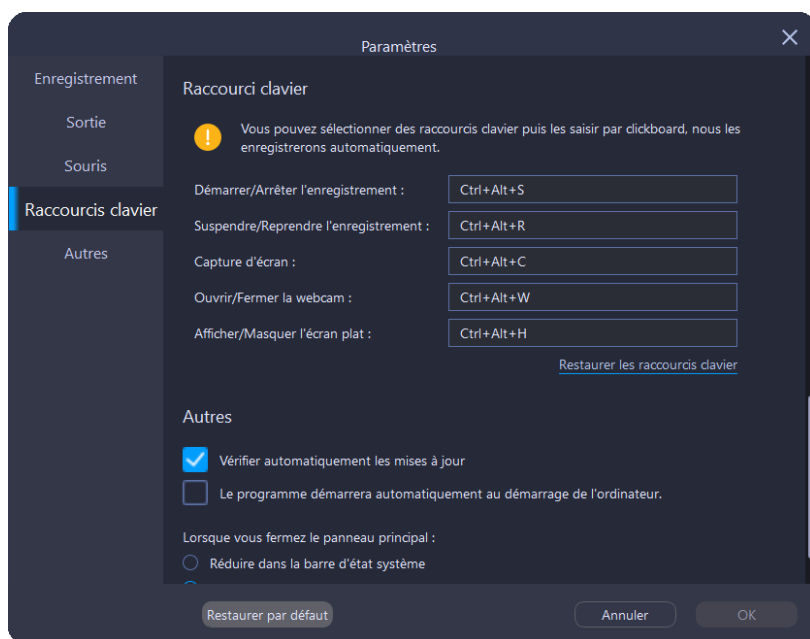 Paramètres
Enregistrement
Sortie
Souris
Raccourcis clavier
Autres
Raccourci clavier
Vous pouvez sélectionner des raccourcis clavier puis les saisir par clickboard, nous les
enregistrerons automatiquement.
Démarrer/Arrêter l'enregistrement : Ctrl+Alt+S
Suspendre/Reprendre l'enregistrement : Ctrl+Alt+R
Capture d'écran : Ctrl+Alt+C
Ouvrir/Fermer la webcam : Ctrl+Alt+W
Afficher/Masquer l'écran plat : Ctrl+Alt+H
Restaurer les raccourcis clavier
Autres
Vérifier automatiquement les mises à jour
Le programme démarrera automatiquement au démarrage de l'ordinateur.
Lorsque vous fermez le panneau principal :
Réduire dans la barre d'état système
Restaurer par défaut
Annuler
OK